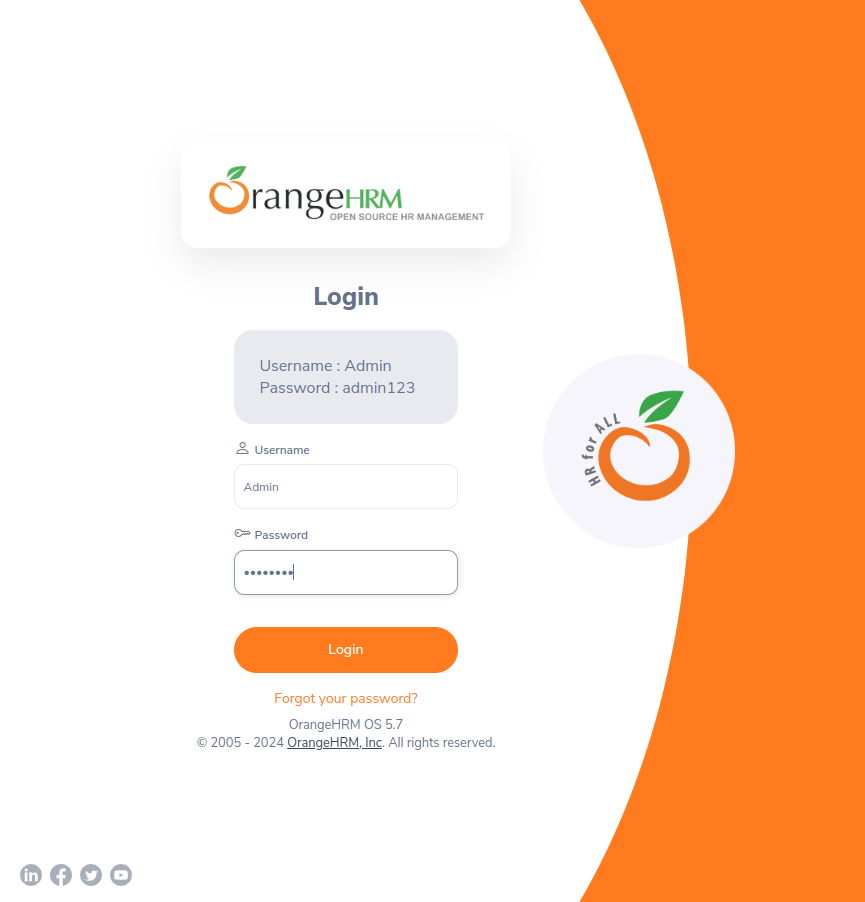 OrangeHRM
OPEN SOURCE HR MANAGEMENT
Login
Username : Admin
Password : admin123
Username
Admin
Password
••••••••
Login
Forgot your password?
OrangeHRM OS 5.7
© 2005 - 2024 OrangeHRM, Inc. All rights reserved.
HR for ALL